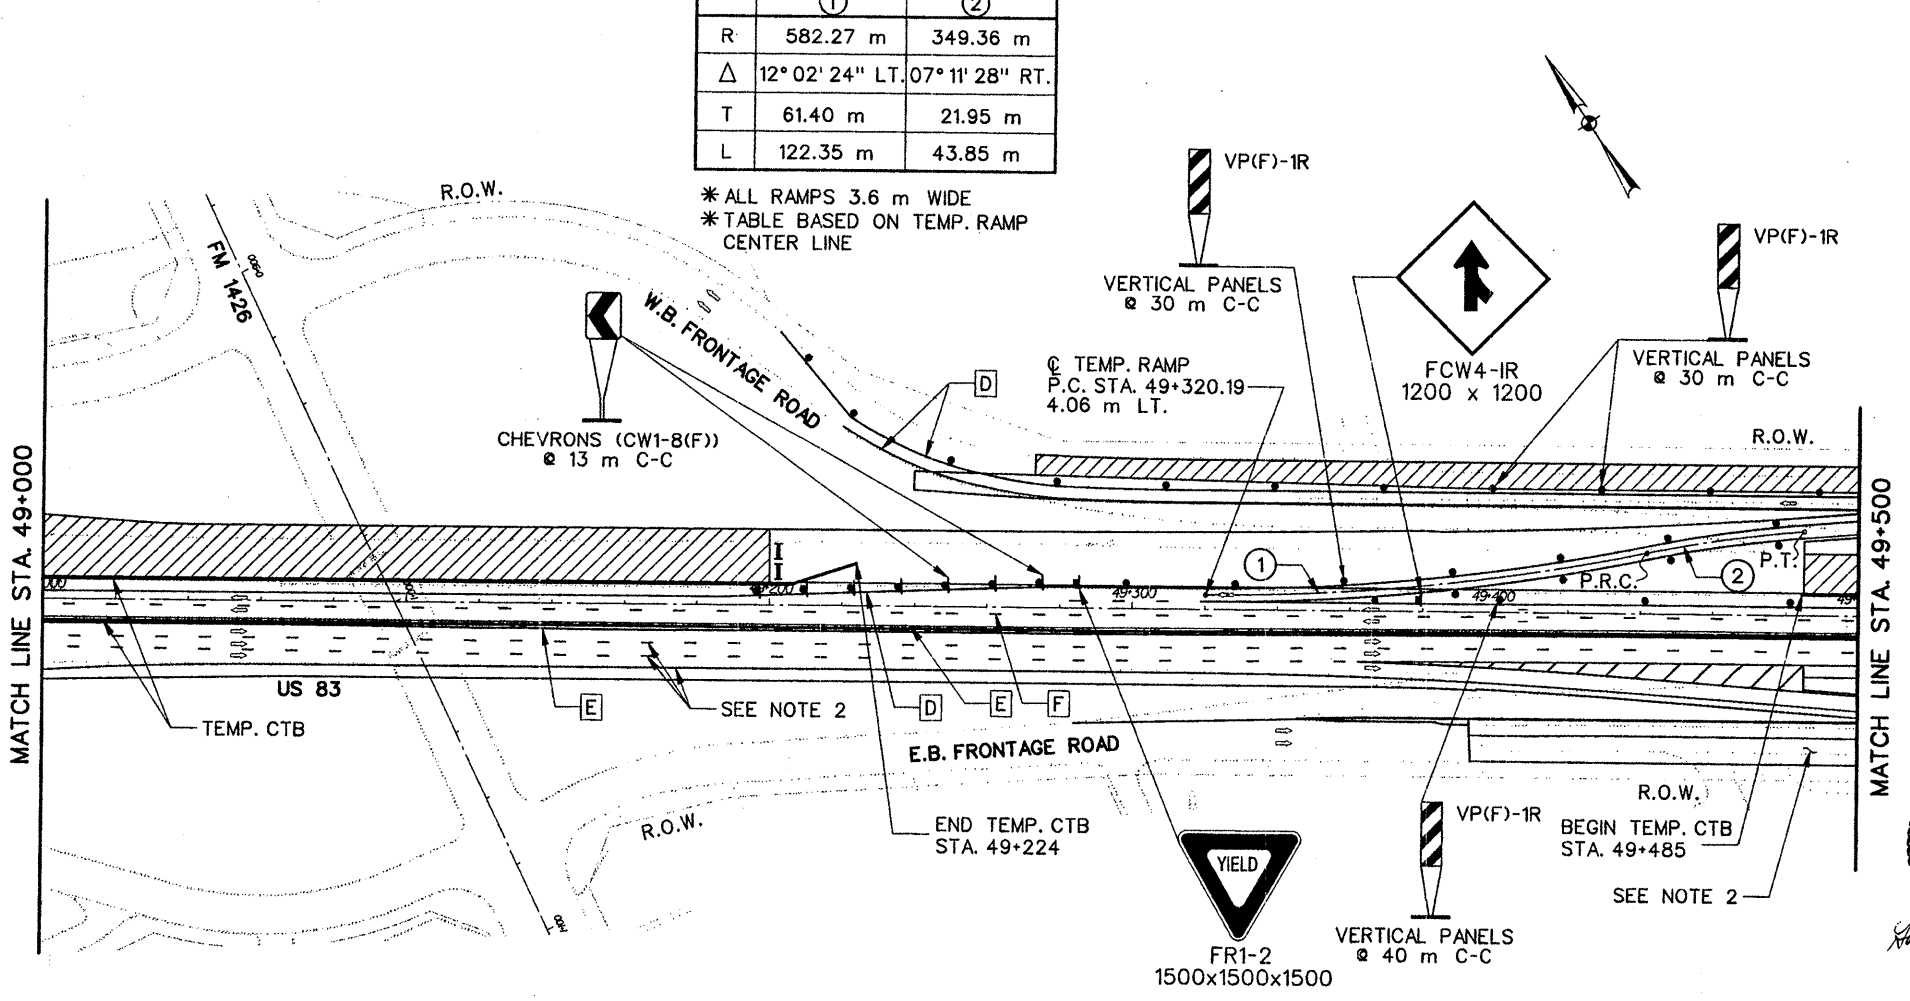 ① ②
R 582.27 m 349.36 m
Δ 12° 02' 24" LT. 07° 11' 28" RT.
T 61.40 m 21.95 m
L 122.35 m 43.85 m
* ALL RAMPS 3.6 m WIDE
* TABLE BASED ON TEMP. RAMP
CENTER LINE
R.O.W.
FM 1426
W.B. FRONTAGE ROAD
CHEVRONS (CW1-8(F))
@ 13 m C-C
D
VP(F)-1R
VERTICAL PANELS
@ 30 m C-C
℄ TEMP. RAMP
P.C. STA. 49+320.19
4.06 m LT.
FCW4-IR
1200 x 1200
VP(F)-1R
VERTICAL PANELS
@ 30 m C-C
R.O.W.
MATCH LINE STA. 49+000
MATCH LINE STA. 49+500
①
P.R.C.
②
P.T.
49+300
49+400
US 83
TEMP. CTB
E
SEE NOTE 2
D
E
F
E.B. FRONTAGE ROAD
R.O.W.
END TEMP. CTB
STA. 49+224
YIELD
FR1-2
1500x1500x1500
VP(F)-1R
VERTICAL PANELS
@ 40 m C-C
R.O.W.
BEGIN TEMP. CTB
STA. 49+485
SEE NOTE 2